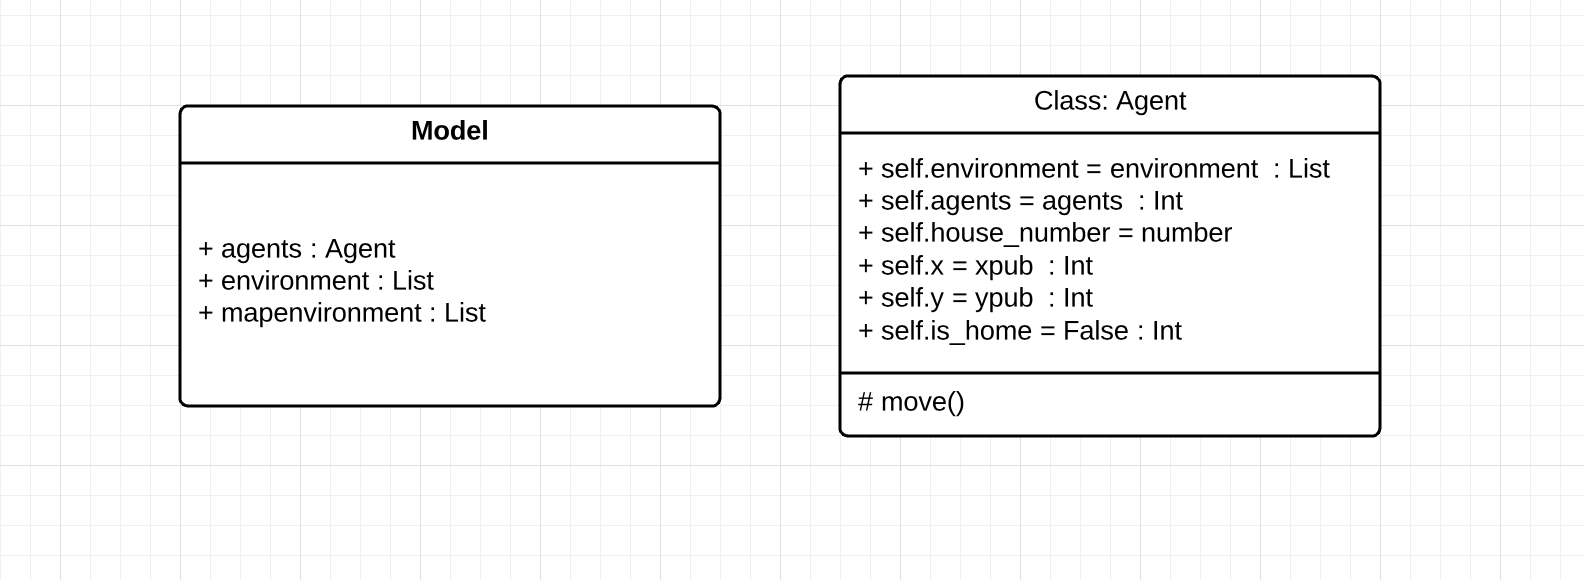 Model
+ agents : Agent
+ environment : List
+ mapenvironment : List
Class: Agent
+ self.environment = environment  : List
+ self.agents = agents  : Int
+ self.house_number = number
+ self.x = xpub  : Int
+ self.y = ypub  : Int
+ self.is_home = False : Int
# move()